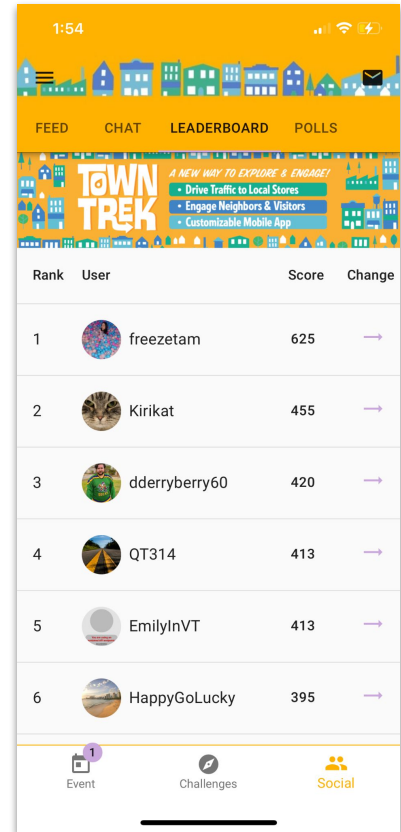 1:54
FEED CHAT LEADERBOARD POLLS
TOWN TREK
A NEW WAY TO EXPLORE & ENGAGE!
• Drive Traffic to Local Stores
• Engage Neighbors & Visitors
• Customizable Mobile App
Rank User Score Change
1 freezetam 625
2 Kirikat 455
3 dderryberry60 420
4 QT314 413
5 EmilyInVT 413
6 HappyGoLucky 395
1
Event Challenges Social